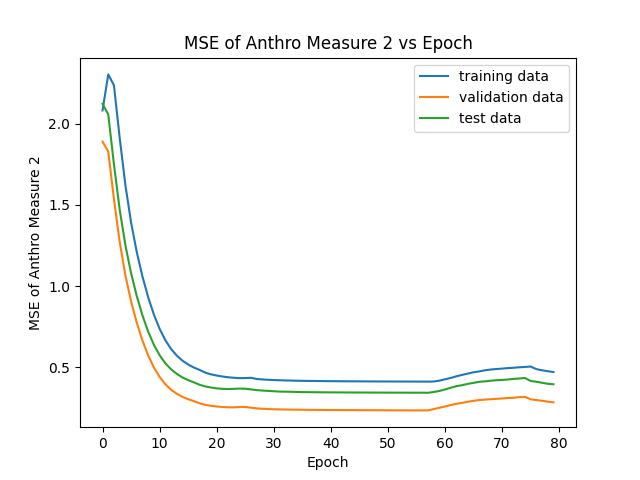 MSE of Anthro Measure 2 vs Epoch
training data
validation data
test data
MSE of Anthro Measure 2
2.0
1.5
1.0
0.5
0 10 20 30 40 50 60 70 80
Epoch